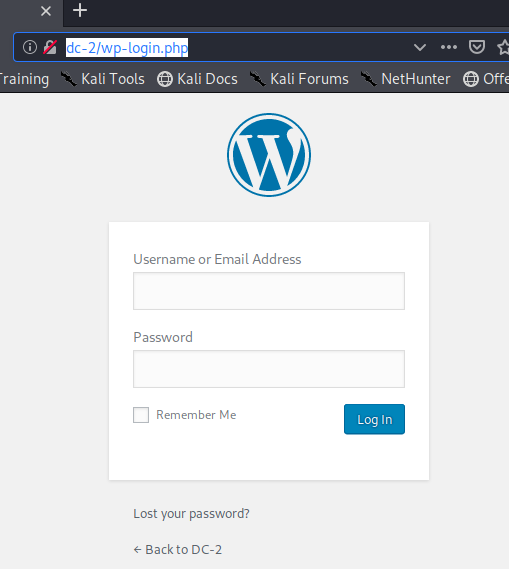 dc-2/wp-login.php
Training Kali Tools Kali Docs Kali Forums NetHunter Offe
W
Username or Email Address
Password
Remember Me Log In
Lost your password?
← Back to DC-2